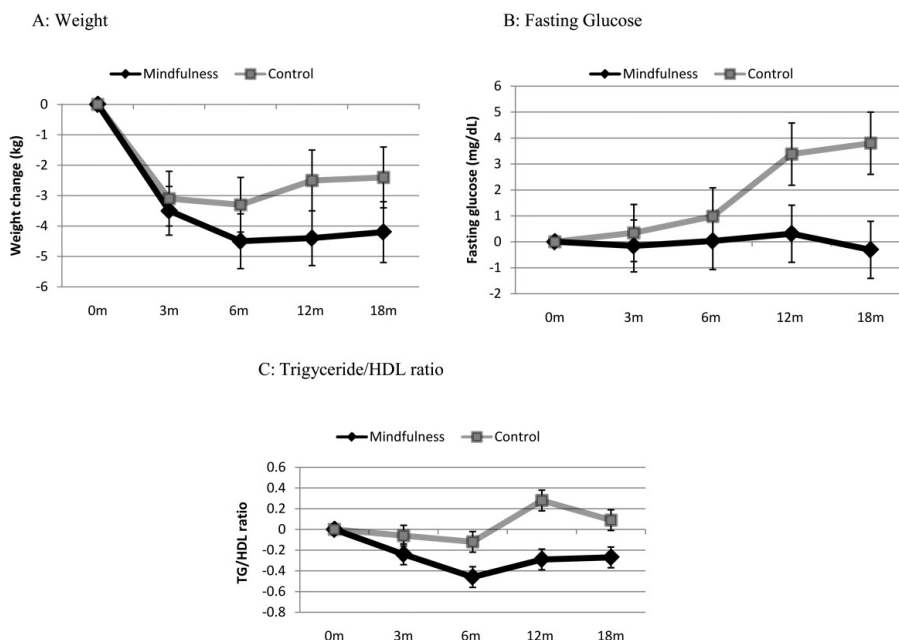 A: Weight
Mindfulness Control
0
-1
-2
-3
-4
-5
-6
Weight change (kg)
0m 3m 6m 12m 18m
B: Fasting Glucose
Mindfulness Control
6
5
4
3
2
1
0
-1
-2
Fasting glucose (mg/dL)
0m 3m 6m 12m 18m
C: Trigyceride/HDL ratio
Mindfulness Control
0.6
0.4
0.2
0
-0.2
-0.4
-0.6
-0.8
TG/HDL ratio
0m 3m 6m 12m 18m